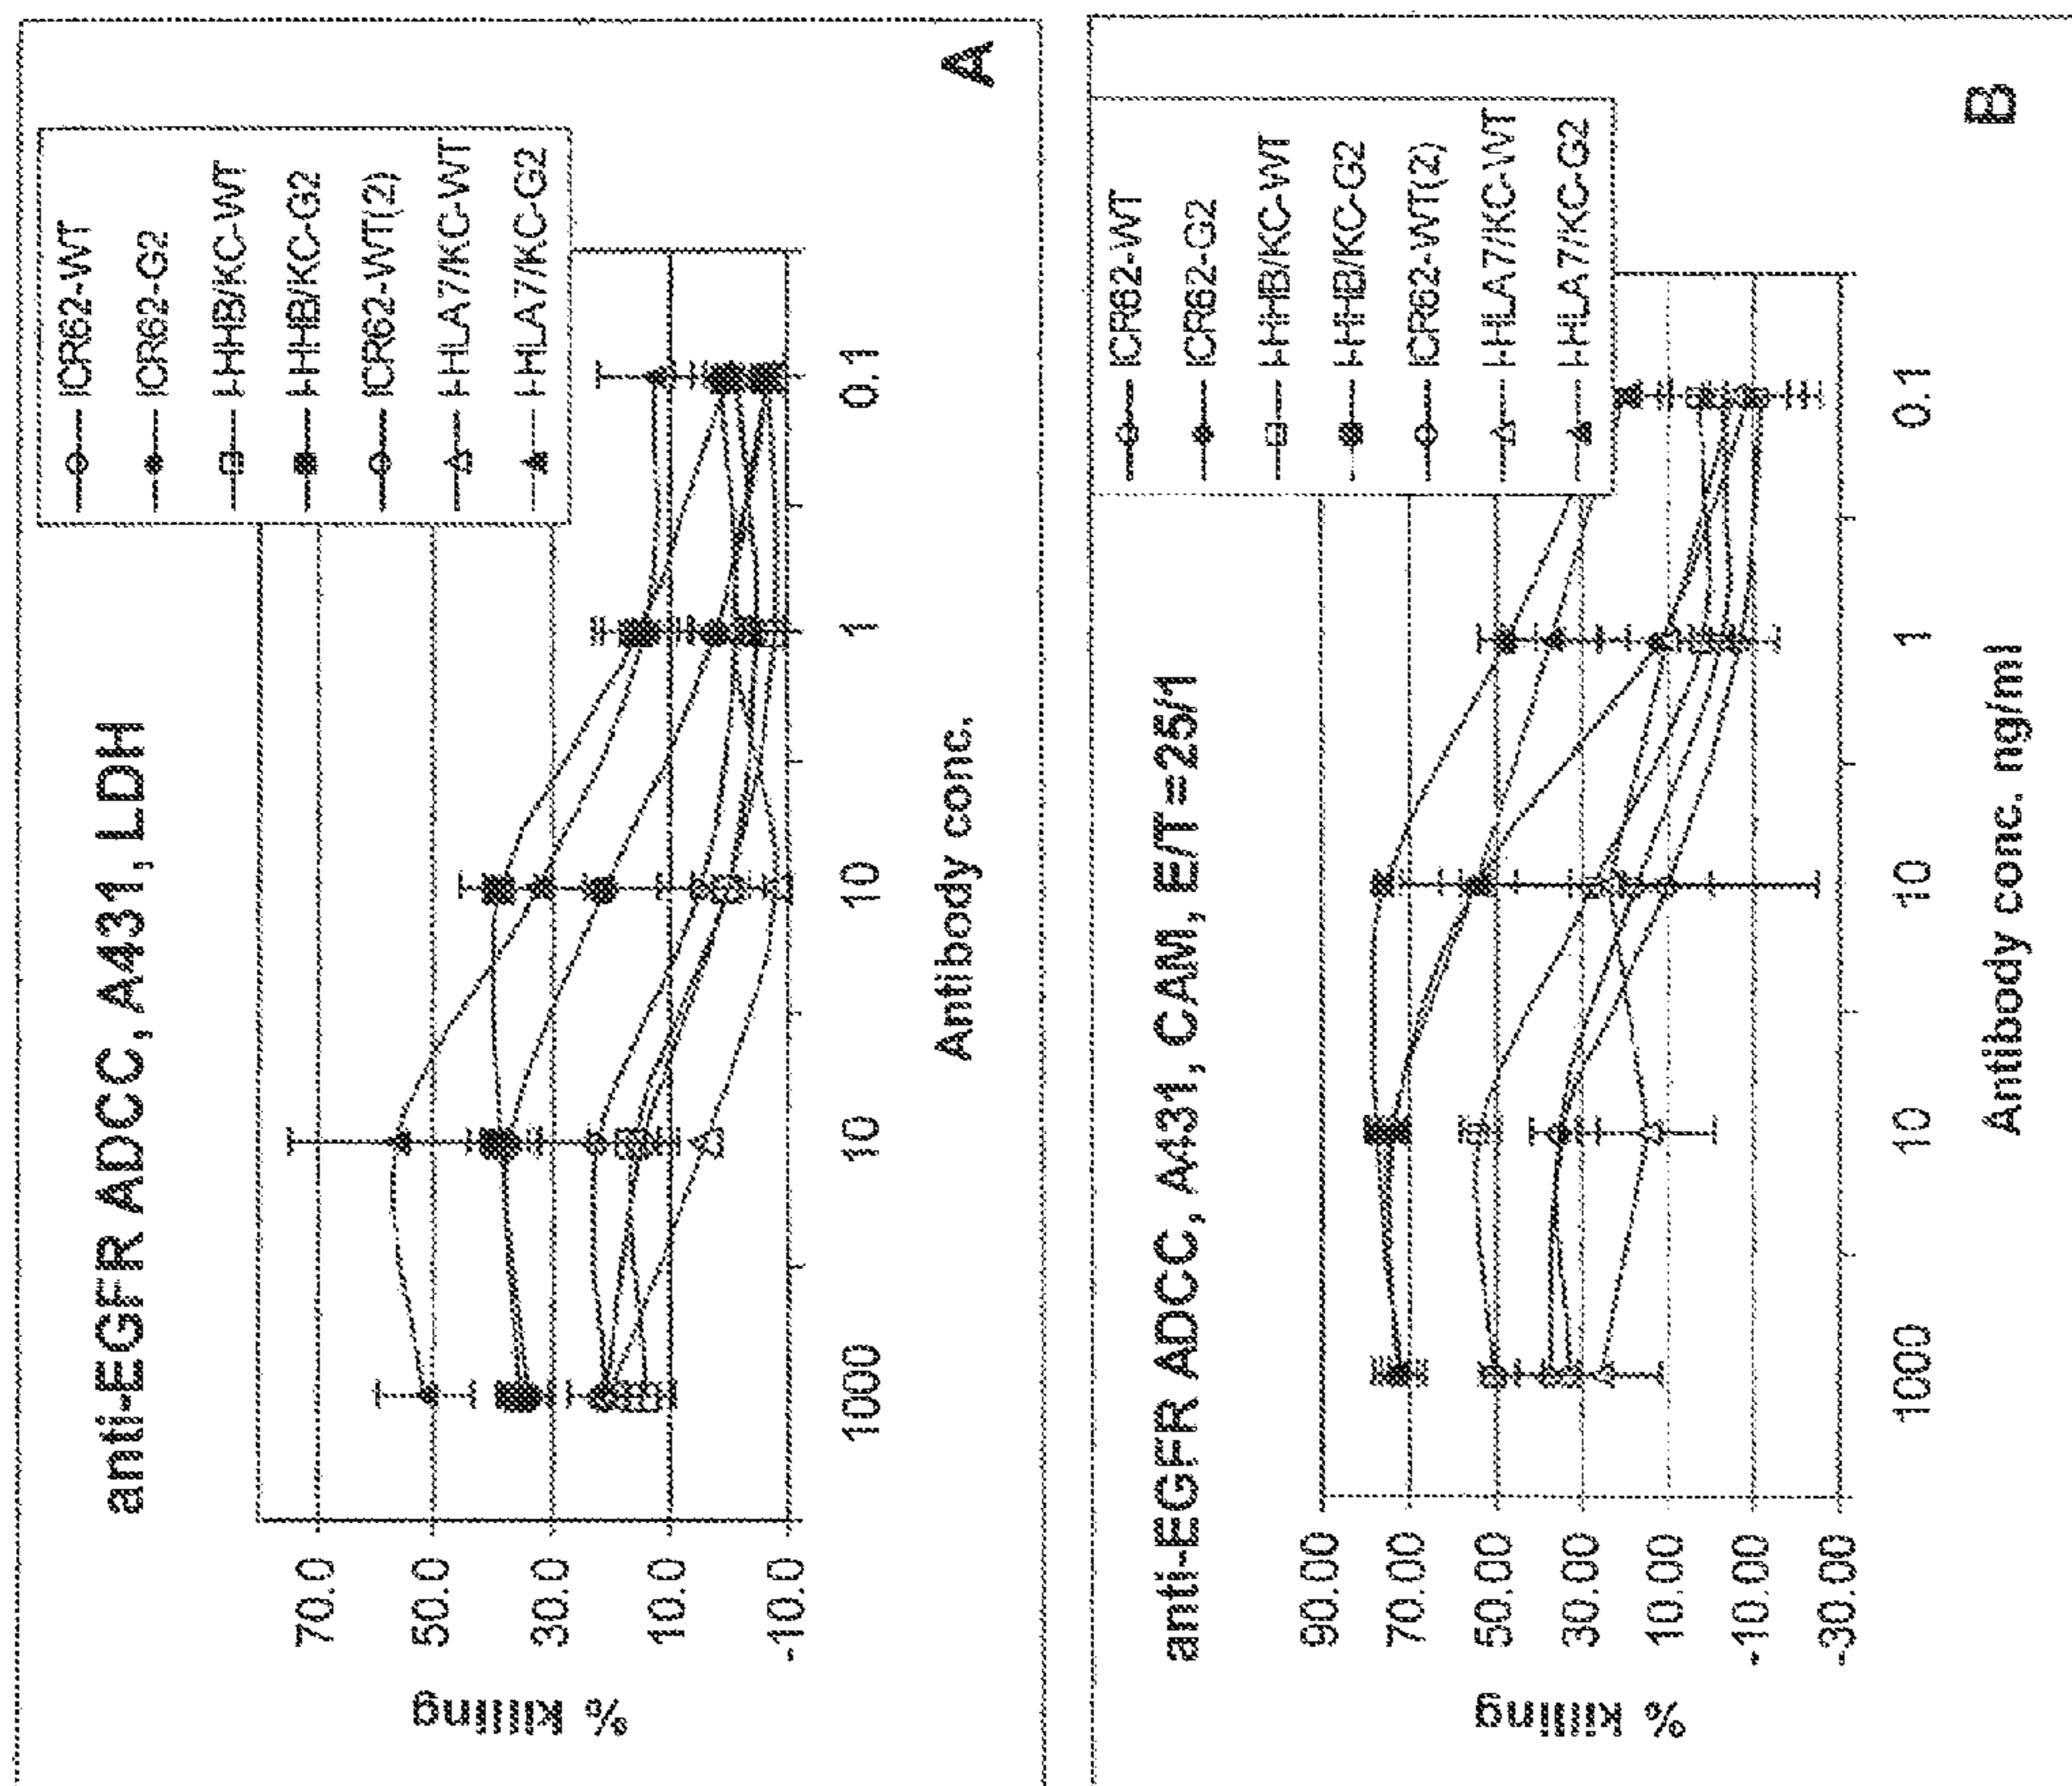 anti-EGFR ADCC, A431, LDH
% killing
70.0
50.0
30.0
10.0
-10.0
1000
10
10
1
0.1
Antibody conc.
ICR62-WT
ICR62-G2
I-HHB/KC-WT
I-HHB/KC-G2
ICR62-WT(2)
I-HLA7/KC-WT
I-HLA7/KC-G2
A
anti-EGFR ADCC, A431, CAM, E/T=25/1
% killing
90.00
70.00
50.00
30.00
10.00
-10.00
-30.00
1000
10
10
1
0.1
Antibody conc. ng/ml
ICR62-WT
ICR62-G2
I-HHB/KC-WT
I-HHB/KC-G2
ICR62-WT(2)
I-HLA7/KC-WT
I-HLA7/KC-G2
B